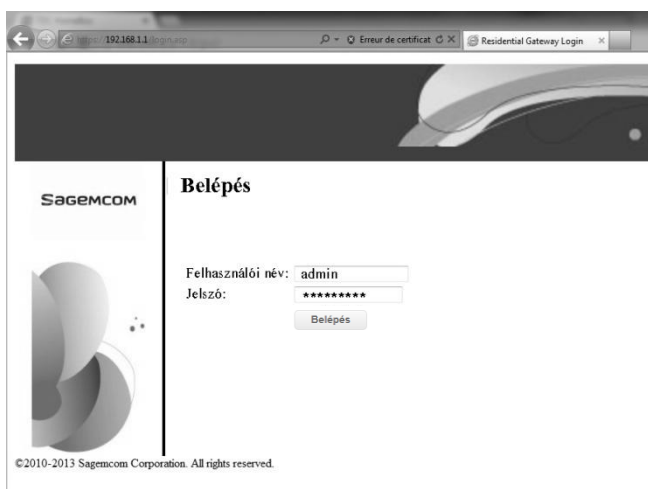 192.168.1.1
Erreur de certificat
Residential Gateway Login
Sagemcom
Belépés
Felhasználói név: admin
Jelszó: *********
Belépés
©2010-2013 Sagemcom Corporation. All rights reserved.